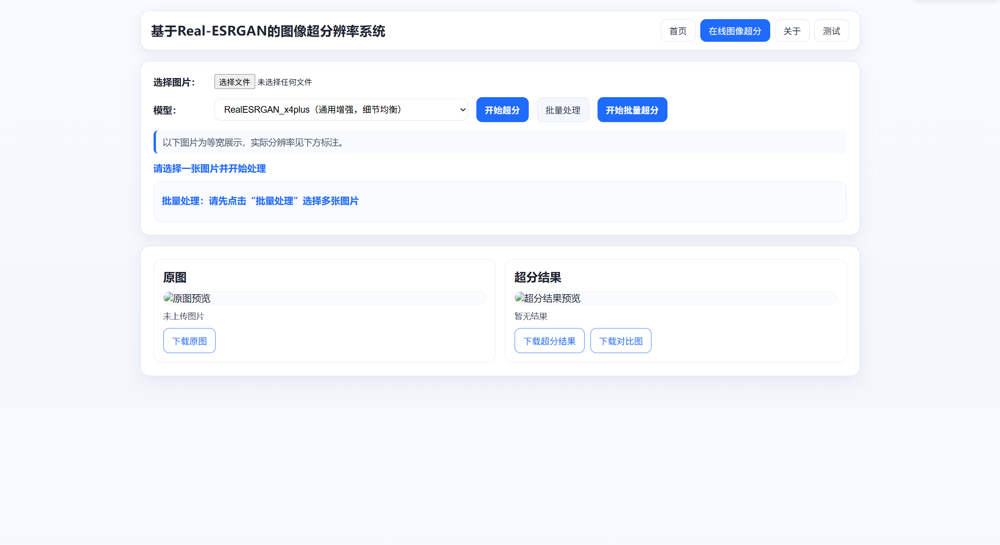 基于Real-ESRGAN的图像超分辨率系统
首页 在线图像超分 关于 测试
选择图片： 选择文件 未选择任何文件
模型： RealESRGAN_x4plus（通用增强，细节均衡） 开始超分 批量处理 开始批量超分
以下图片为等宽展示，实际分辨率见下方标注。
请选择一张图片并开始处理
批量处理：请先点击“批量处理”选择多张图片
原图
原图预览
未上传图片
下载原图
超分结果
超分结果预览
暂无结果
下载超分结果 下载对比图